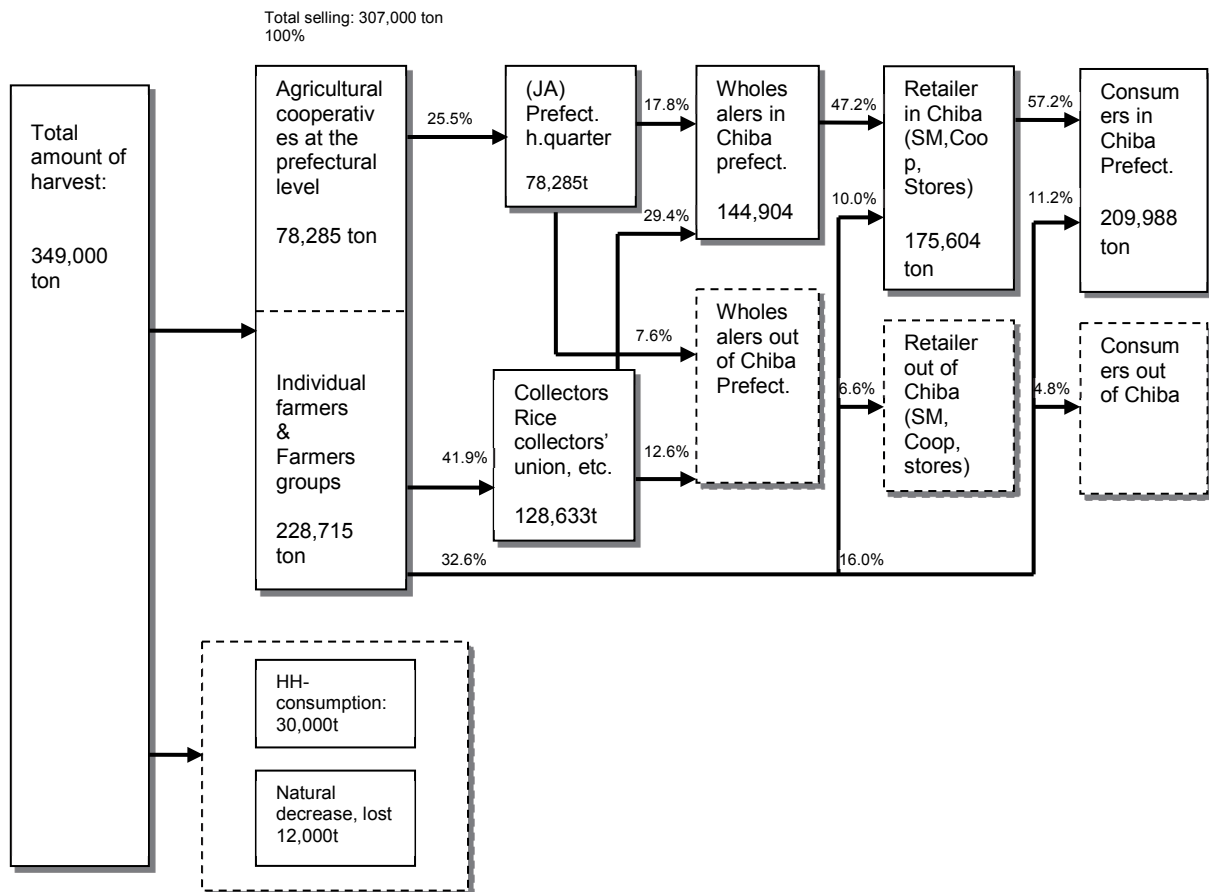 Total selling: 307,000 ton
100%
Total
amount of
harvest:
349,000
ton
Agricultural
cooperativ
es at the
prefectural
level
78,285 ton
Individual
farmers
&
Farmers
groups
228,715
ton
25.5%
41.9%
32.6%
(JA)
Prefect.
h.quarter
78,285t
Collectors
Rice
collectors'
union, etc.
128,633t
17.8%
29.4%
7.6%
12.6%
Wholes
alers in
Chiba
prefect.
144,904
Wholes
alers out
of Chiba
Prefect.
47.2%
10.0%
6.6%
16.0%
Retailer
in Chiba
(SM,Coo
p,
Stores)
175,604
ton
Retailer
out of
Chiba
(SM,
Coop,
stores)
57.2%
11.2%
4.8%
Consum
ers in
Chiba
Prefect.
209,988
ton
Consum
ers out
of Chiba
HH-
consumption:
30,000t
Natural
decrease, lost
12,000t